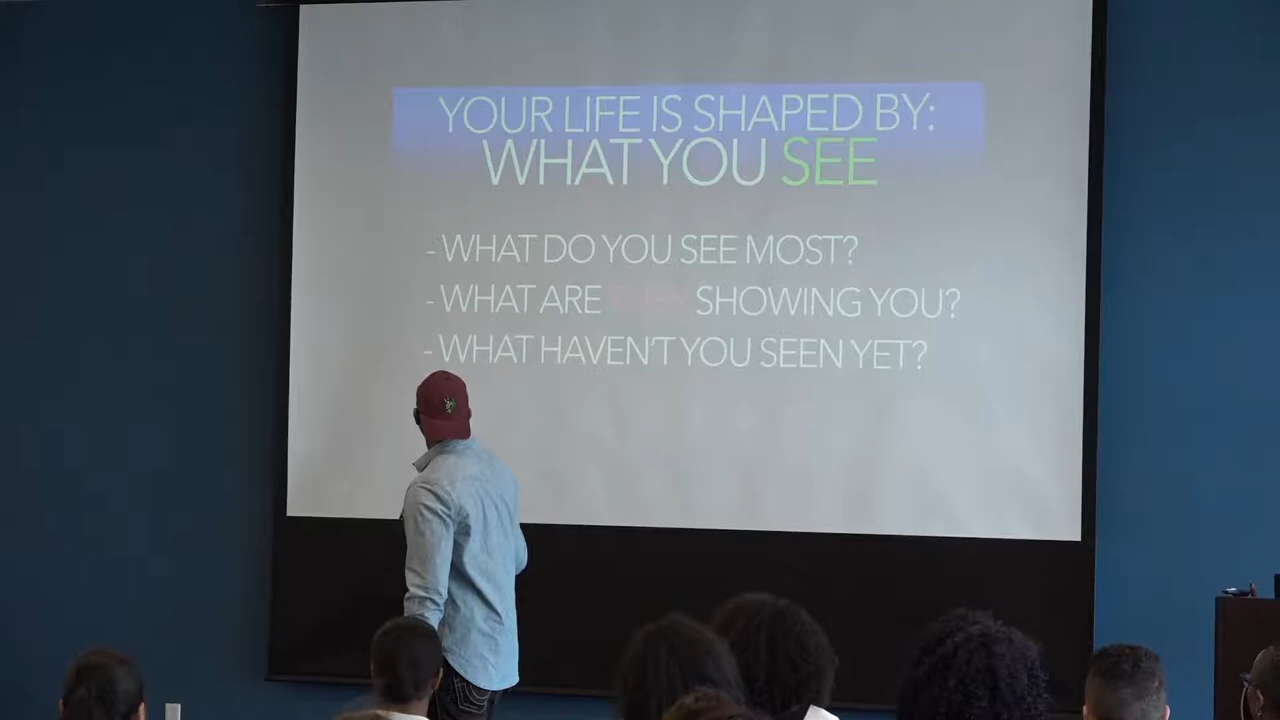 YOUR LIFE IS SHAPED BY:
WHAT YOU SEE
- WHAT DO YOU SEE MOST?
- WHAT ARE THEY SHOWING YOU?
- WHAT HAVEN'T YOU SEEN YET?